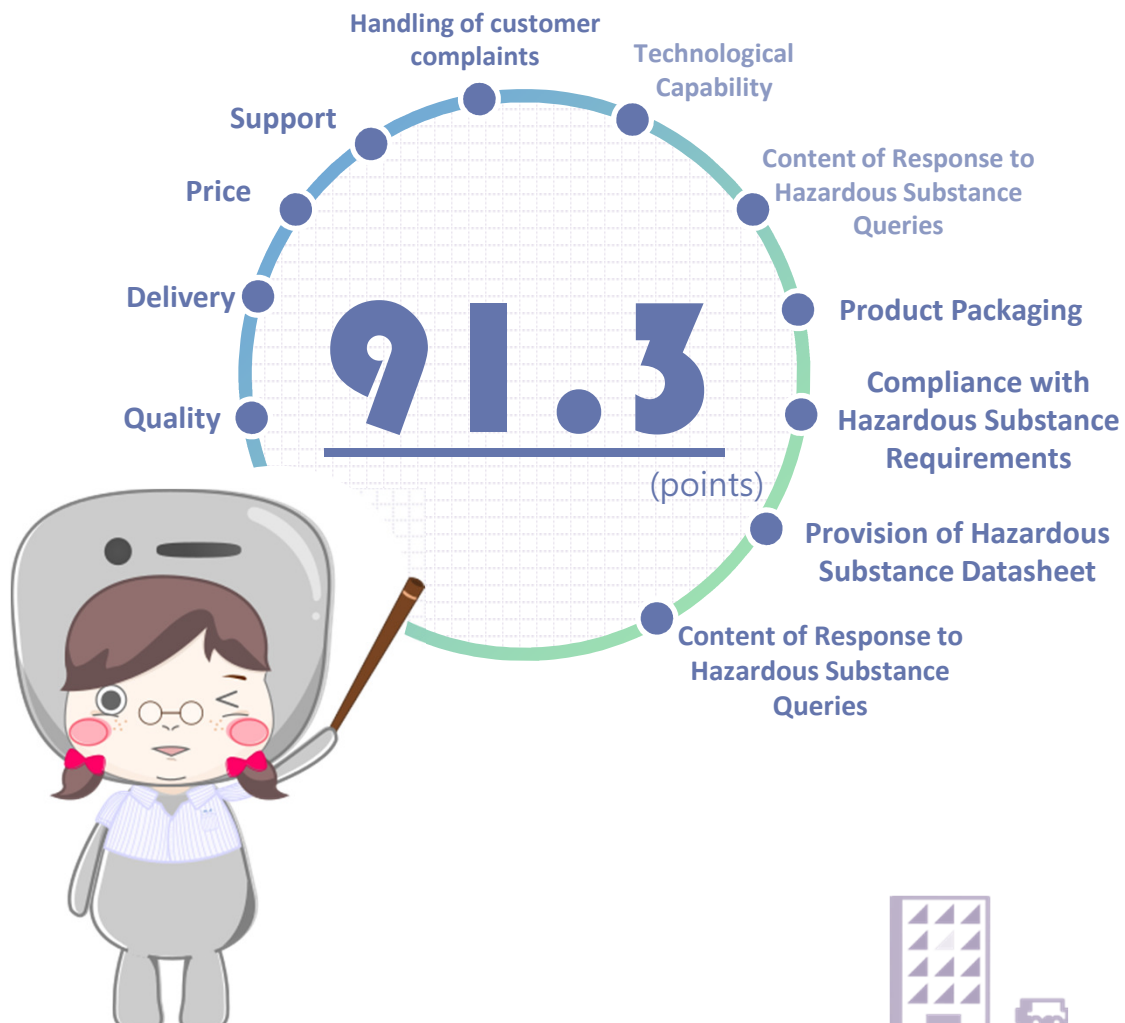 Handling of customer
complaints
Technological
Capability
Support
Content of Response to
Hazardous Substance
Queries
Price
Delivery
Product Packaging
91.3
(points)
Compliance with
Hazardous Substance
Requirements
Quality
Provision of Hazardous
Substance Datasheet
Content of Response to
Hazardous Substance
Queries